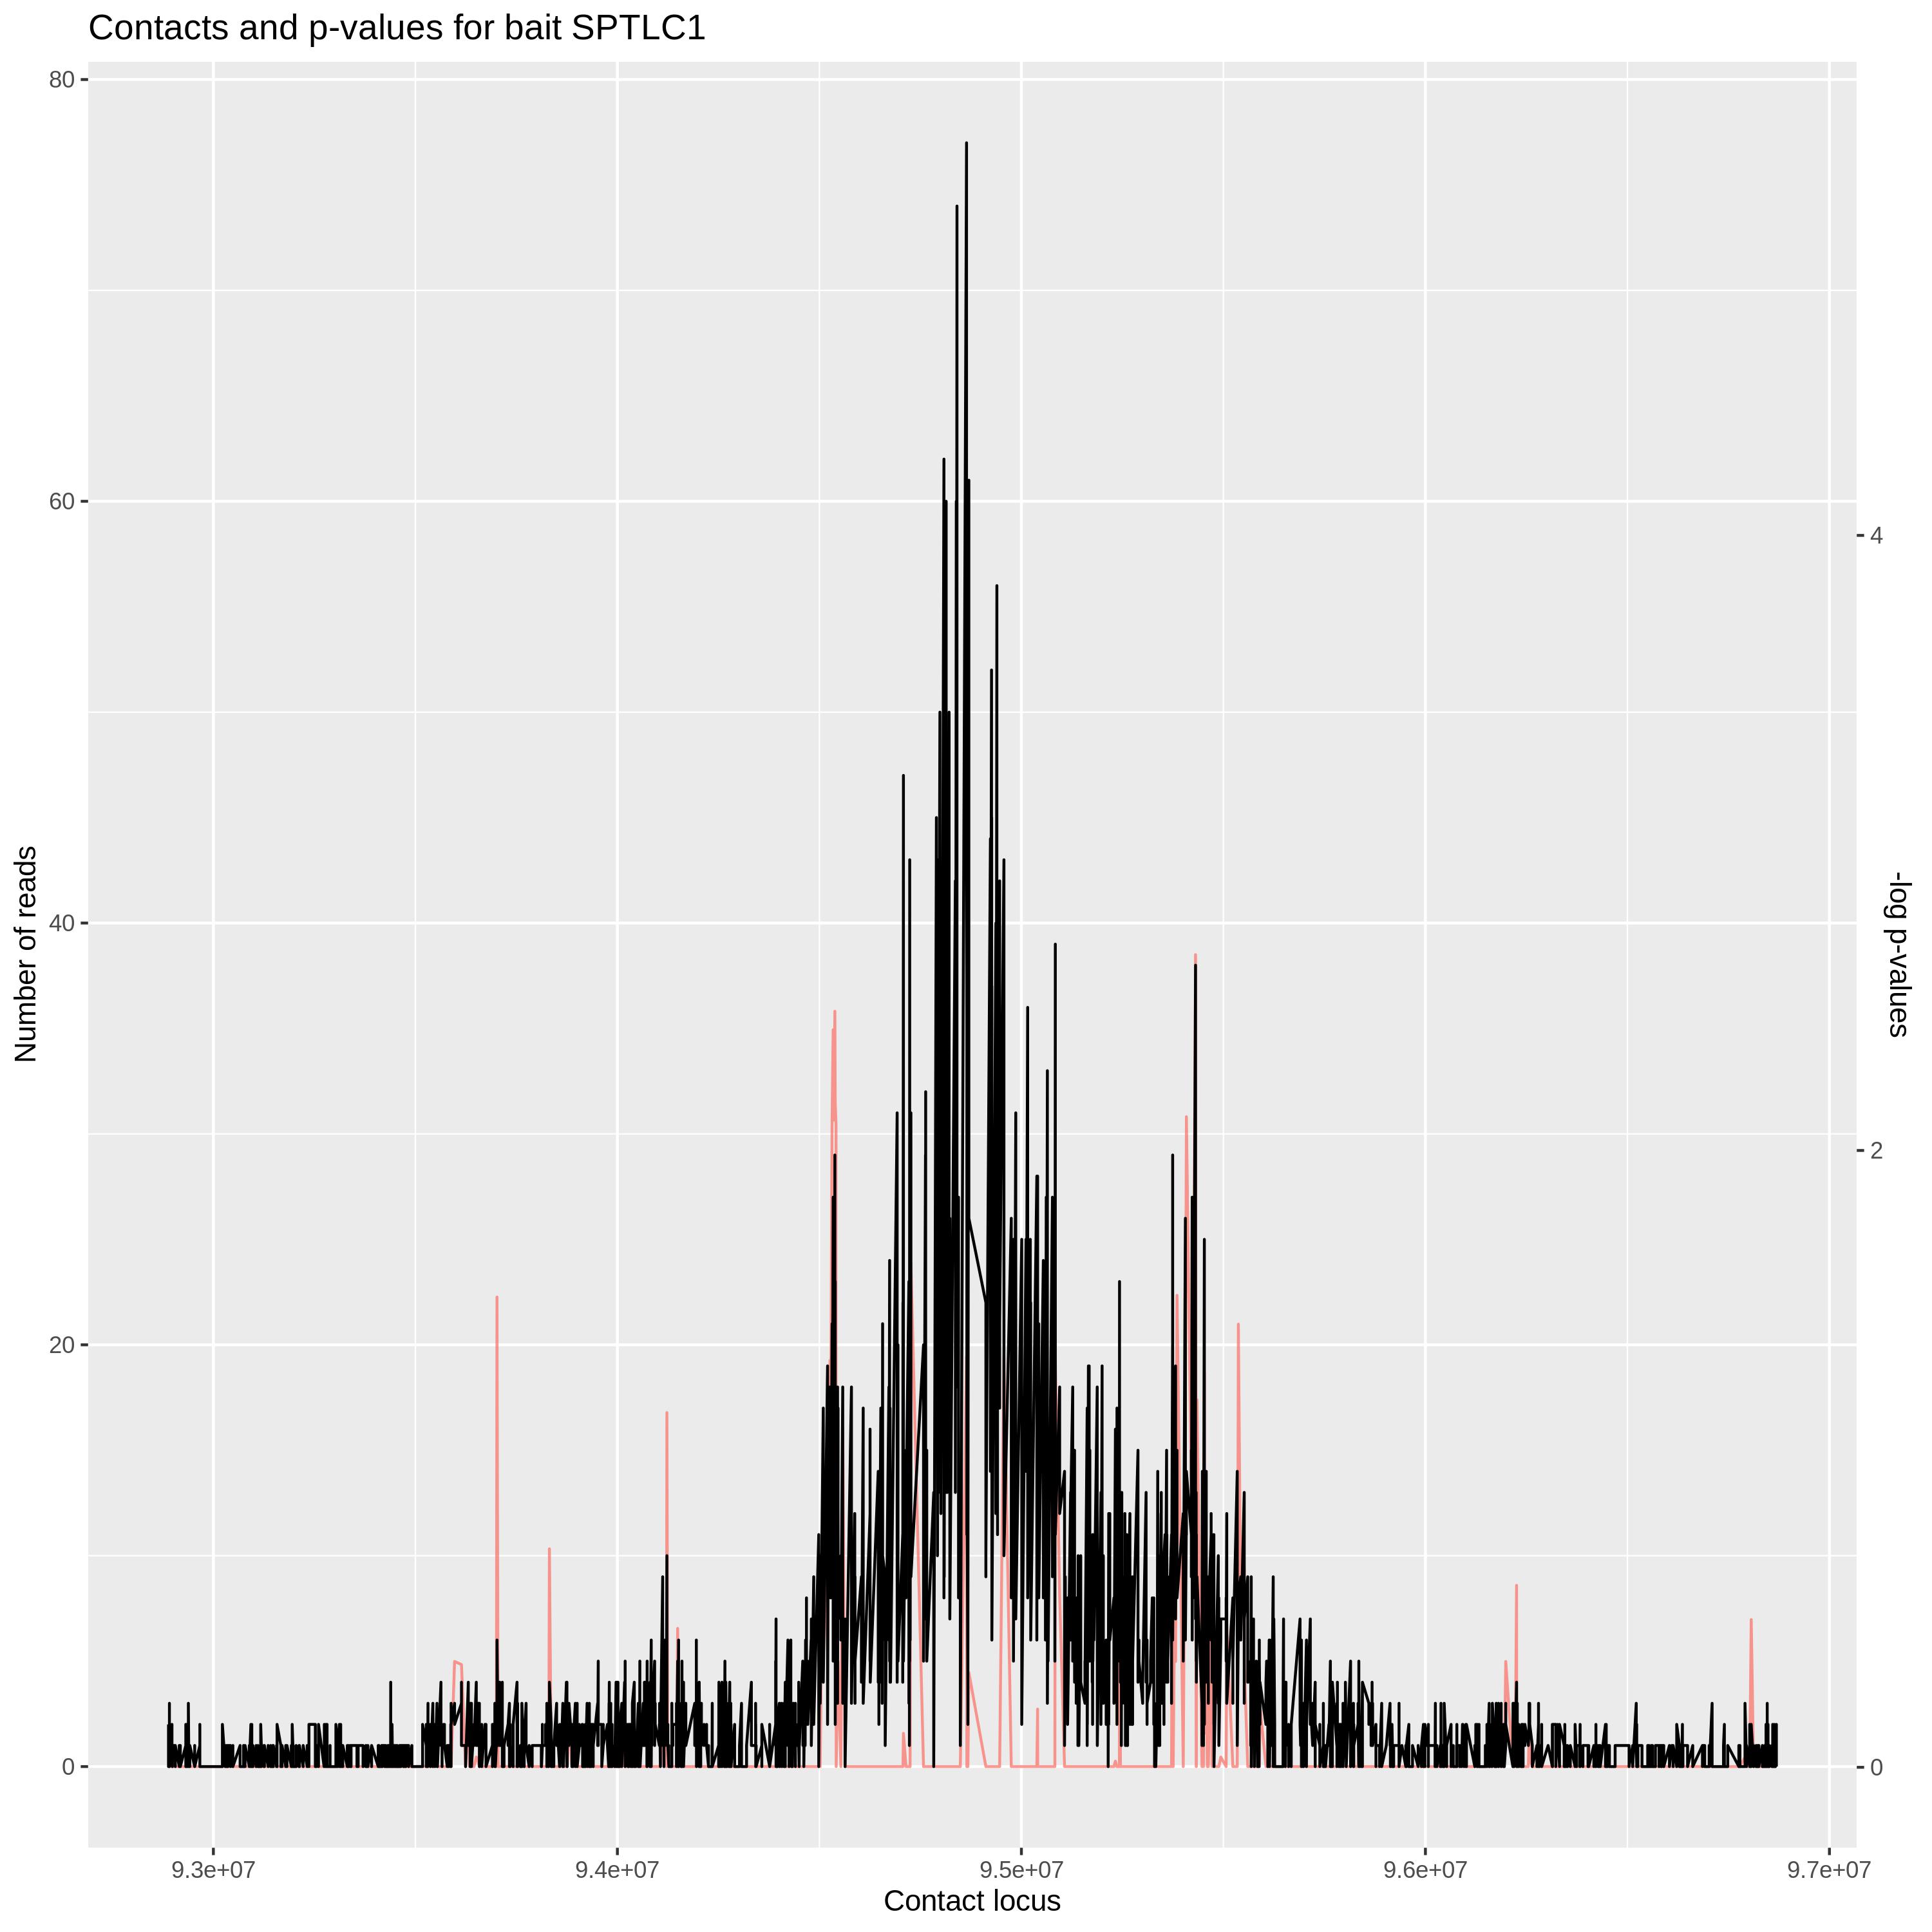 Contacts and p-values for bait SPTLC1
80
60
40
20
0
Number of reads
4
2
0
-log p-values
9.3e+07
9.4e+07
9.5e+07
9.6e+07
9.7e+07
Contact locus